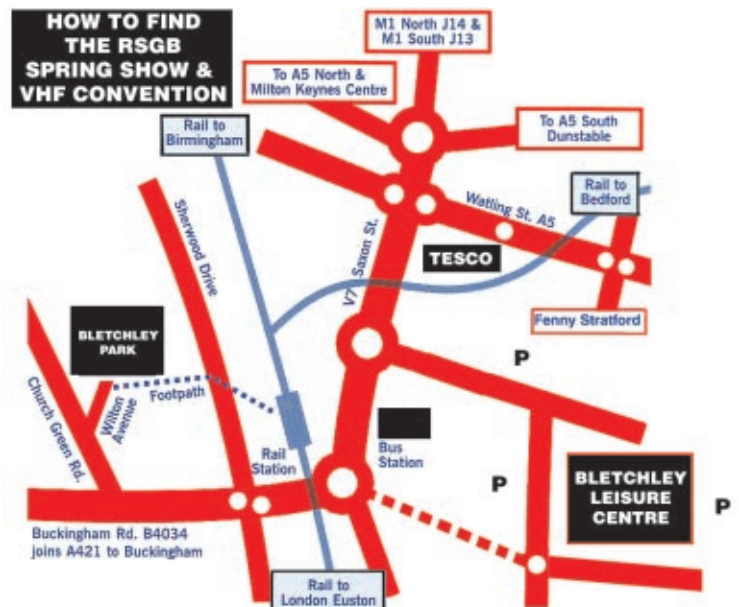 HOW TO FIND
THE RSGB
SPRING SHOW &
VHF CONVENTION
M1 North J14 &
M1 South J13
To A5 North &
Milton Keynes Centre
To A5 South
Dunstable
Rail to
Birmingham
Rail to
Bedford
Watling St. A5
Sherwood Drive
V7 Saxon St.
TESCO
Fenny Stratford
BLETCHLEY
PARK
P
Church Green Rd.
Wilton
Avenue
Footpath
Rail
Station
Bus
Station
P
BLETCHLEY
LEISURE
CENTRE
P
Buckingham Rd. B4034
joins A421 to Buckingham
Rail to
London Euston